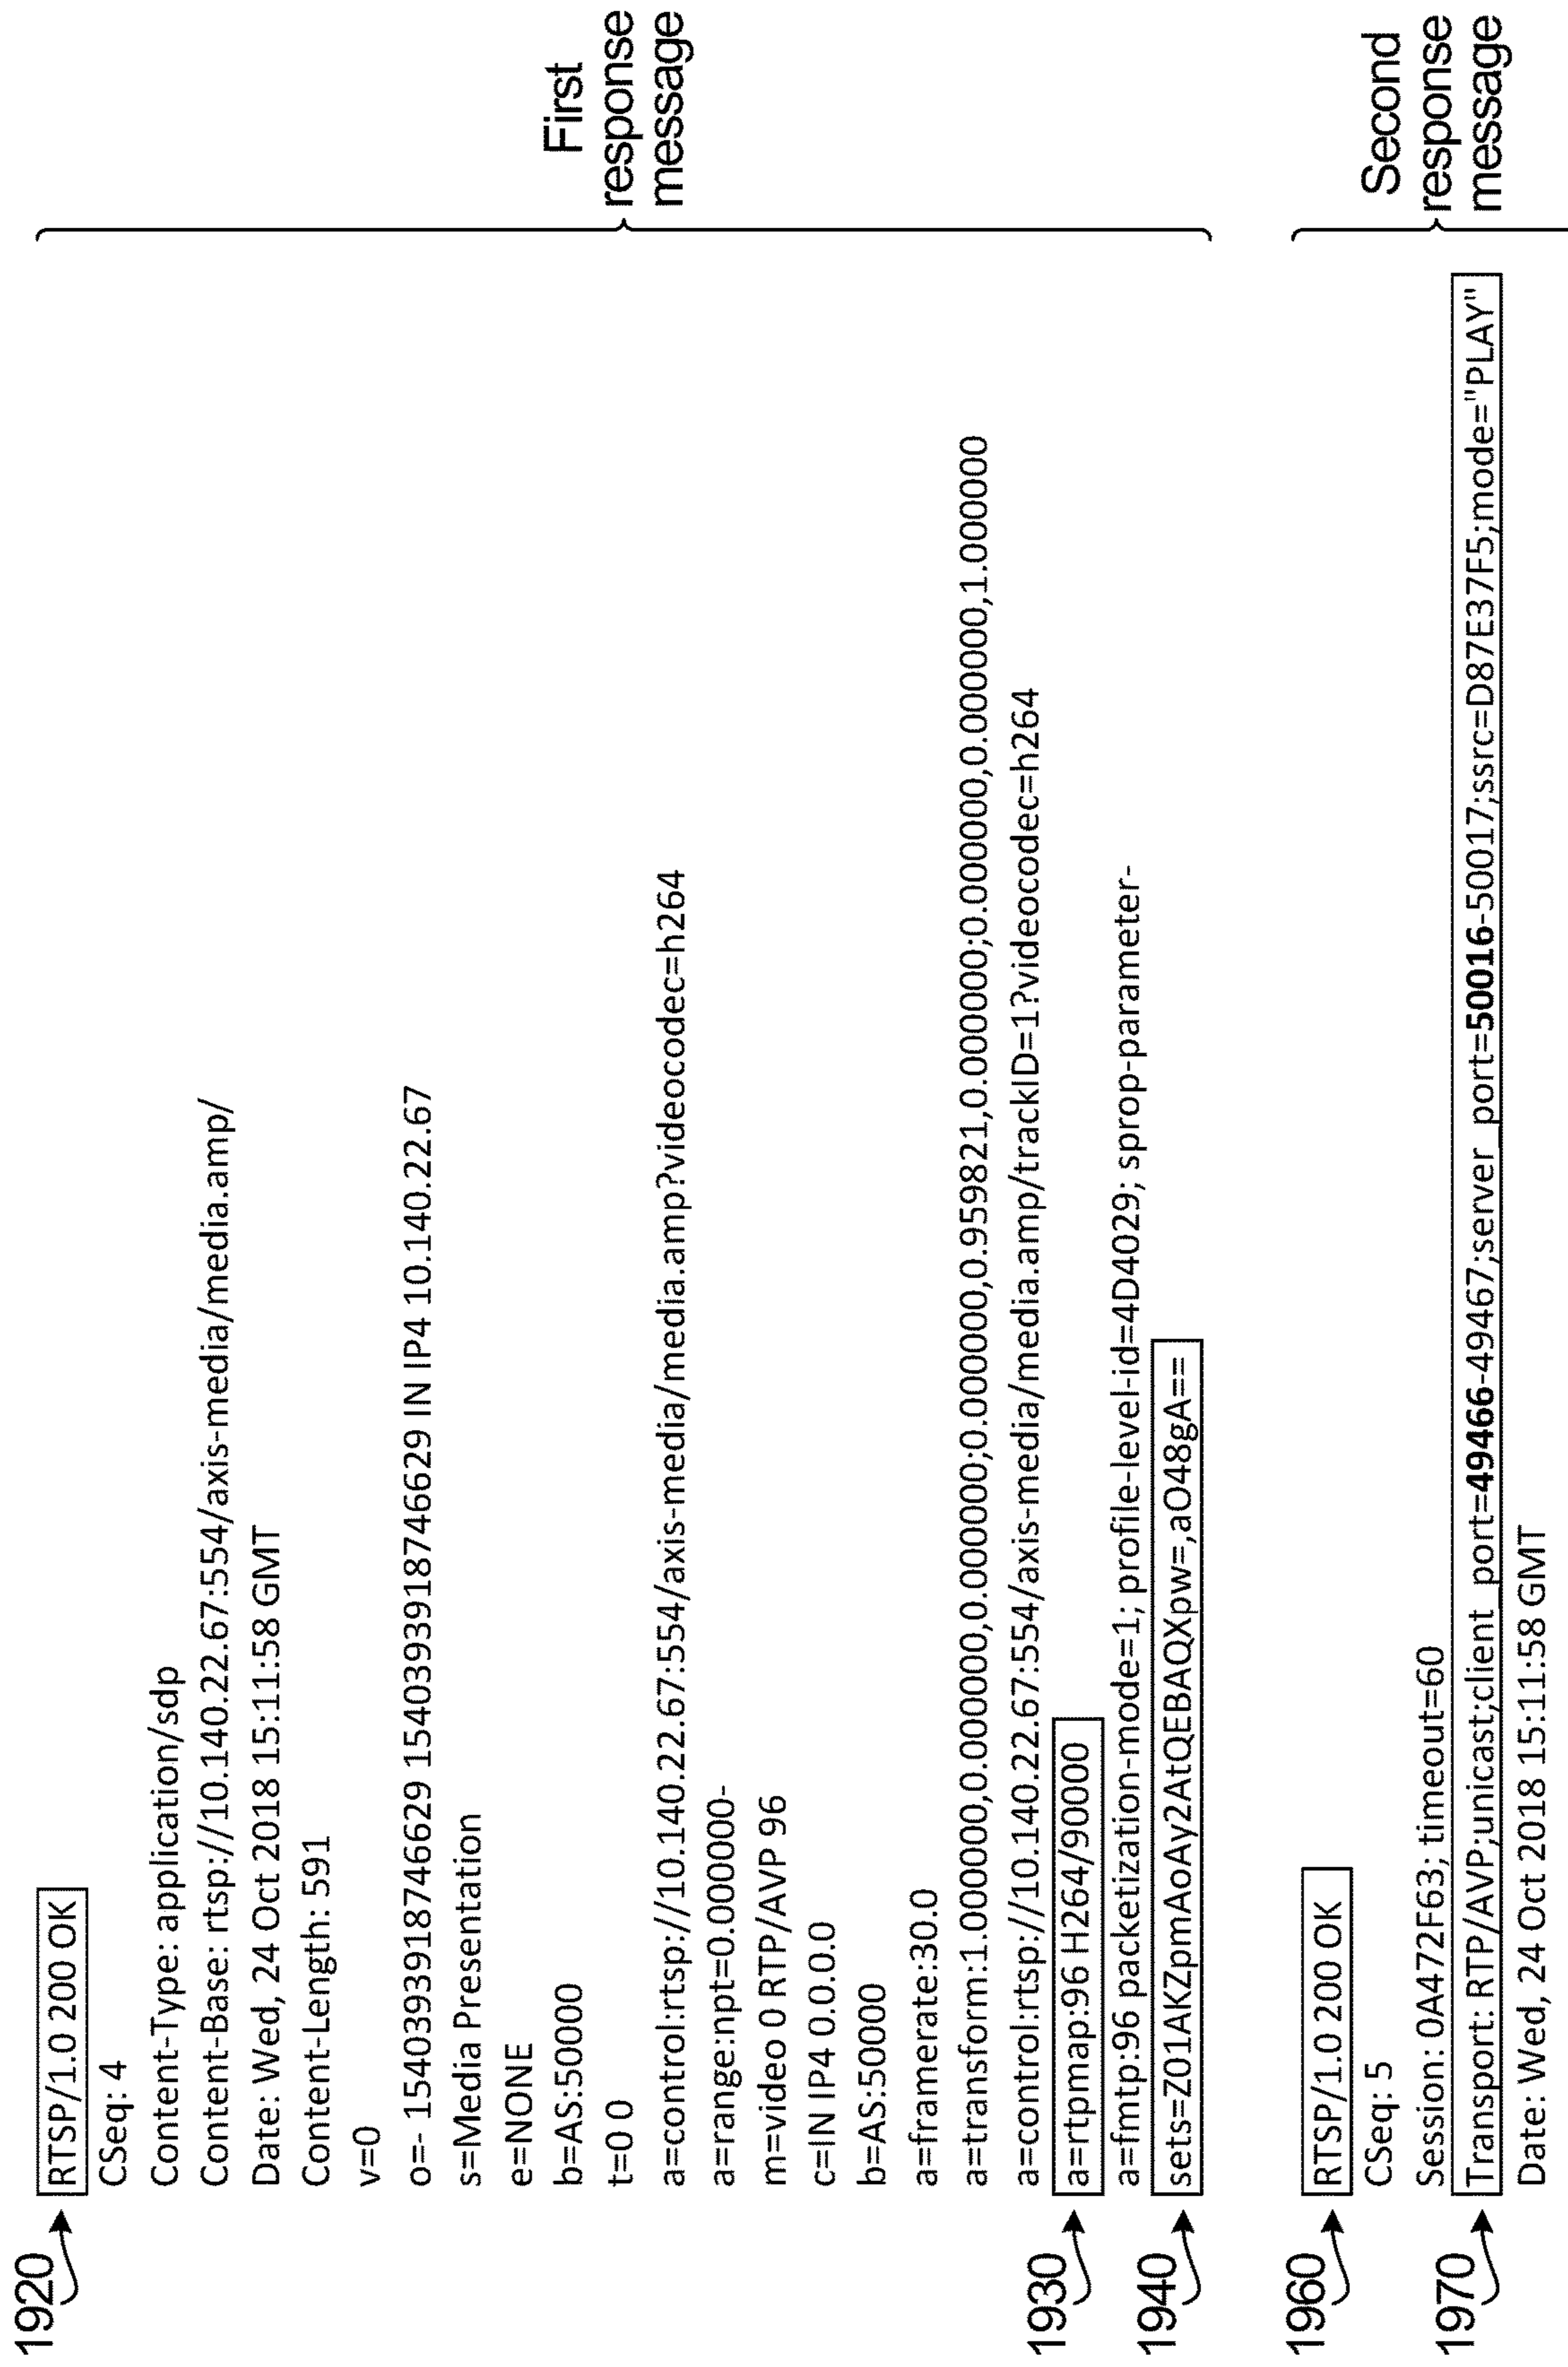 1920
RTSP/1.0 200 OK
CSeq: 4
Content-Type: application/sdp
Content-Base: rtsp://10.140.22.67:554/axis-media/media.amp/
Date: Wed, 24 Oct 2018 15:11:58 GMT
Content-Length: 591
v=0
o=- 1540393918746629 1540393918746629 IN IP4 10.140.22.67
s=Media Presentation
e=NONE
b=AS:50000
t=0 0
a=control:rtsp://10.140.22.67:554/axis-media/media.amp?videocodec=h264
a=range:npt=0.000000-
m=video 0 RTP/AVP 96
c=IN IP4 0.0.0.0
b=AS:50000
a=framerate:30.0
a=transform:1.000000,0.000000,0.000000;0.000000,0.959821,0.000000;0.000000,0.000000,1.000000
a=control:rtsp://10.140.22.67:554/axis-media/media.amp/trackID=1?videocodec=h264
1930
a=rtpmap:96 H264/90000
a=fmtp:96 packetization-mode=1; profile-level-id=4D4029; sprop-parameter-
1940
sets=Z01AKZpmAoAy2AtQEBAQXpw=,aO48gA==
First
response
message
1960
RTSP/1.0 200 OK
CSeq: 5
Session: 0A472F63; timeout=60
1970
Transport: RTP/AVP;unicast;client_port=49466-49467;server_port=50016-50017;ssrc=D87E37F5;mode="PLAY"
Date: Wed, 24 Oct 2018 15:11:58 GMT
Second
response
message